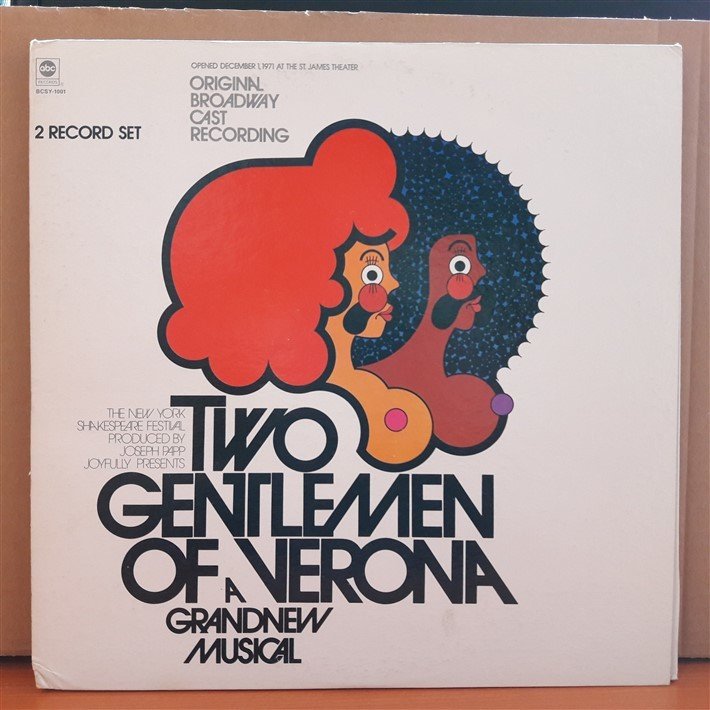 abc
RECORDS
BCSY-1001
OPENED DECEMBER 1, 1971 AT THE ST. JAMES THEATER
ORIGINAL
BROADWAY
CAST
RECORDING
2 RECORD SET
THE NEW YORK
SHAKESPEARE FESTIVAL
PRODUCED BY
JOSEPH PAPP
JOYFULLY PRESENTS
TWO
GENTLEMEN
OF VERONA
A
GRANDNEW
MUSICAL